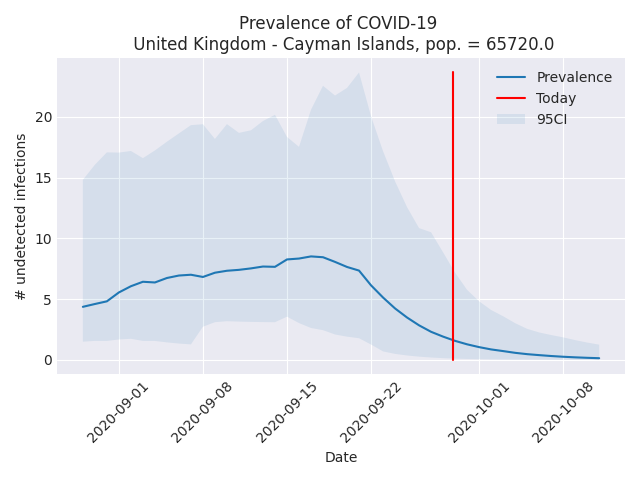 Prevalence of COVID-19
United Kingdom - Cayman Islands, pop. = 65720.0
Prevalence
Today
95CI
# undetected infections
20
15
10
5
0
2020-09-01
2020-09-08
2020-09-15
2020-09-22
2020-10-01
2020-10-08
Date